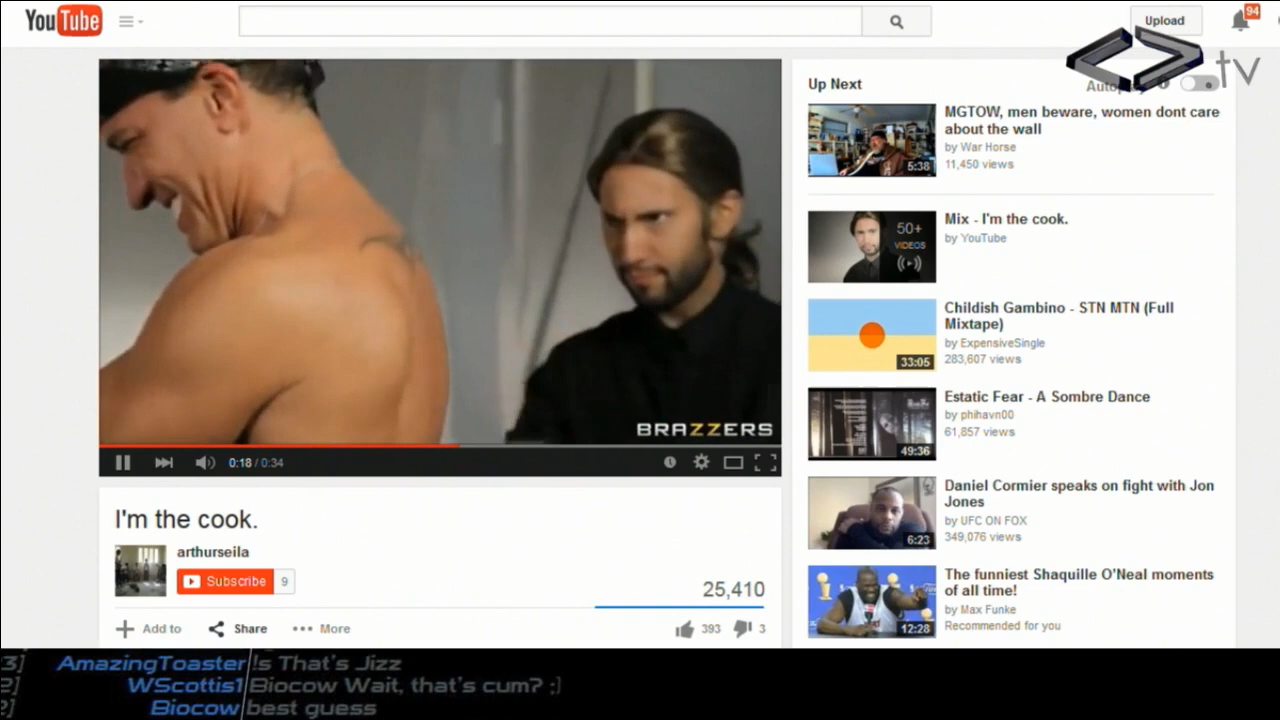 YouTube
Upload
94
tv
BRAZZERS
0:18 / 0:34
I'm the cook.
arthurseila
Subscribe 9
25,410
Add to
Share
More
393
3
Up Next
MGTOW, men beware, women dont care
about the wall
by War Horse
11,450 views
5:38
Mix - I'm the cook.
by YouTube
50+
VIDEOS
Childish Gambino - STN MTN (Full
Mixtape)
by ExpensiveSingle
283,607 views
33:05
Estatic Fear - A Sombre Dance
by phihavn00
61,857 views
49:36
Daniel Cormier speaks on fight with Jon
Jones
by UFC ON FOX
349,076 views
6:23
The funniest Shaquille O'Neal moments
of all time!
by Max Funke
Recommended for you
12:28
3] AmazingToaster !s That's Jizz
2] WScottis1 Biocow Wait, that's cum? ;)
2] Biocow best guess